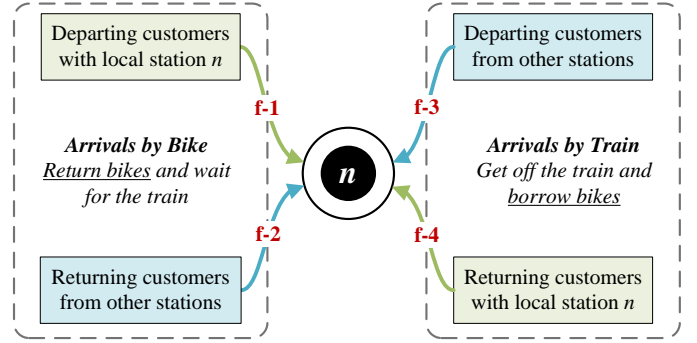 Departing customers
with local station n
f-1
Arrivals by Bike
Return bikes and wait
for the train
f-2
Returning customers
from other stations
n
Departing customers
from other stations
f-3
Arrivals by Train
Get off the train and
borrow bikes
f-4
Returning customers
with local station n